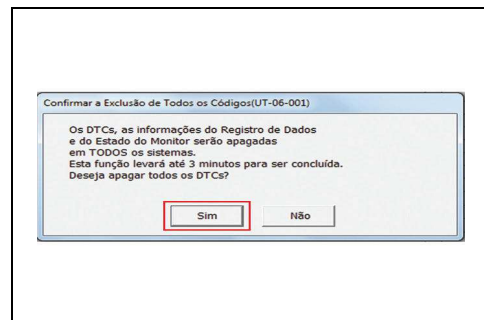 Confirmar a Exclusão de Todos os Códigos(UT-06-001)
Os DTCs, as informações do Registro de Dados
e do Estado do Monitor serão apagadas
em TODOS os sistemas.
Esta função levará até 3 minutos para ser concluída.
Deseja apagar todos os DTCs?
Sim
Não